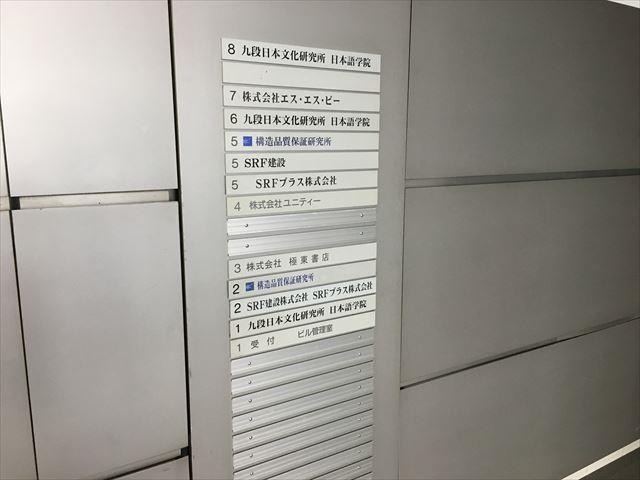 8 九段日本文化研究所 日本語学院
7 株式会社エス・エス・ビー
6 九段日本文化研究所 日本語学院
5 構造品質保証研究所
5 SRF建設
5 SRFプラス株式会社
4 株式会社ユニティー
3 株式会社 極東書店
2 構造品質保証研究所
2 SRF建設株式会社 SRFプラス株式会社
1 九段日本文化研究所 日本語学院
1 受付 ビル管理室